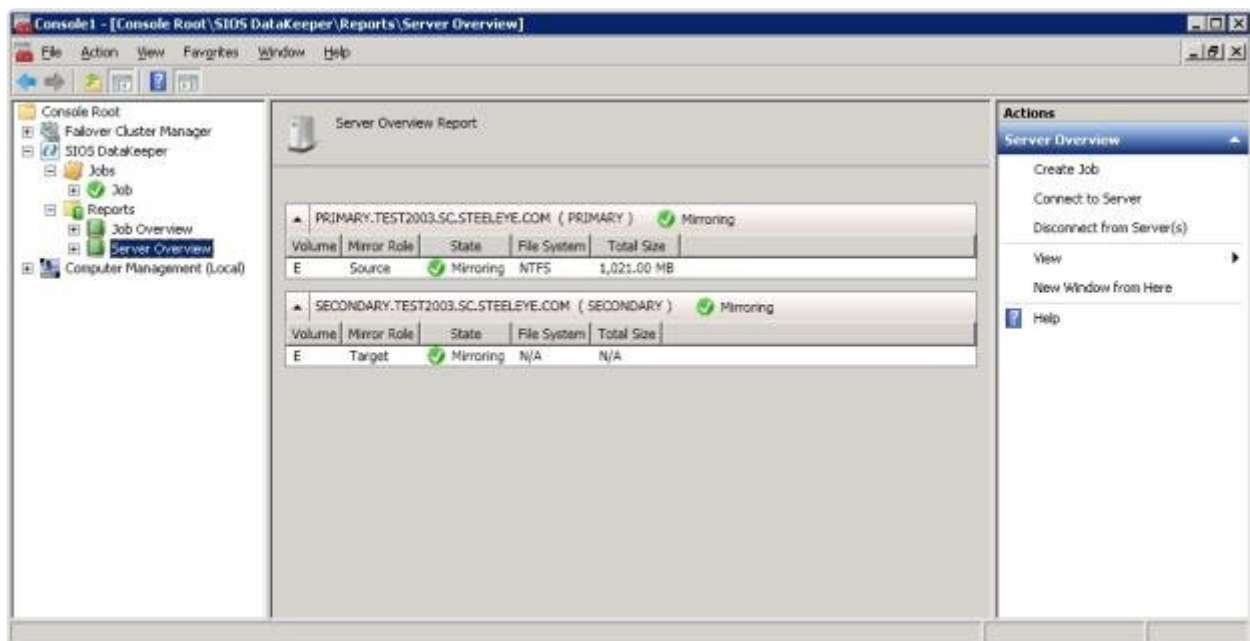 Console1 - [Console Root\SIOS DataKeeper\Reports\Server Overview]
File Action View Favorites Window Help
Console Root
Failover Cluster Manager
SIOS DataKeeper
Jobs
Job
Reports
Job Overview
Server Overview
Computer Management (Local)
Server Overview Report
PRIMARY.TEST2003.SC.STEELEYE.COM ( PRIMARY ) Mirroring
Volume Mirror Role State File System Total Size
E Source Mirroring NTFS 1,021.00 MB
SECONDARY.TEST2003.SC.STEELEYE.COM ( SECONDARY ) Mirroring
Volume Mirror Role State File System Total Size
E Target Mirroring N/A N/A
Actions
Server Overview
Create Job
Connect to Server
Disconnect from Server(s)
View
New Window from Here
Help